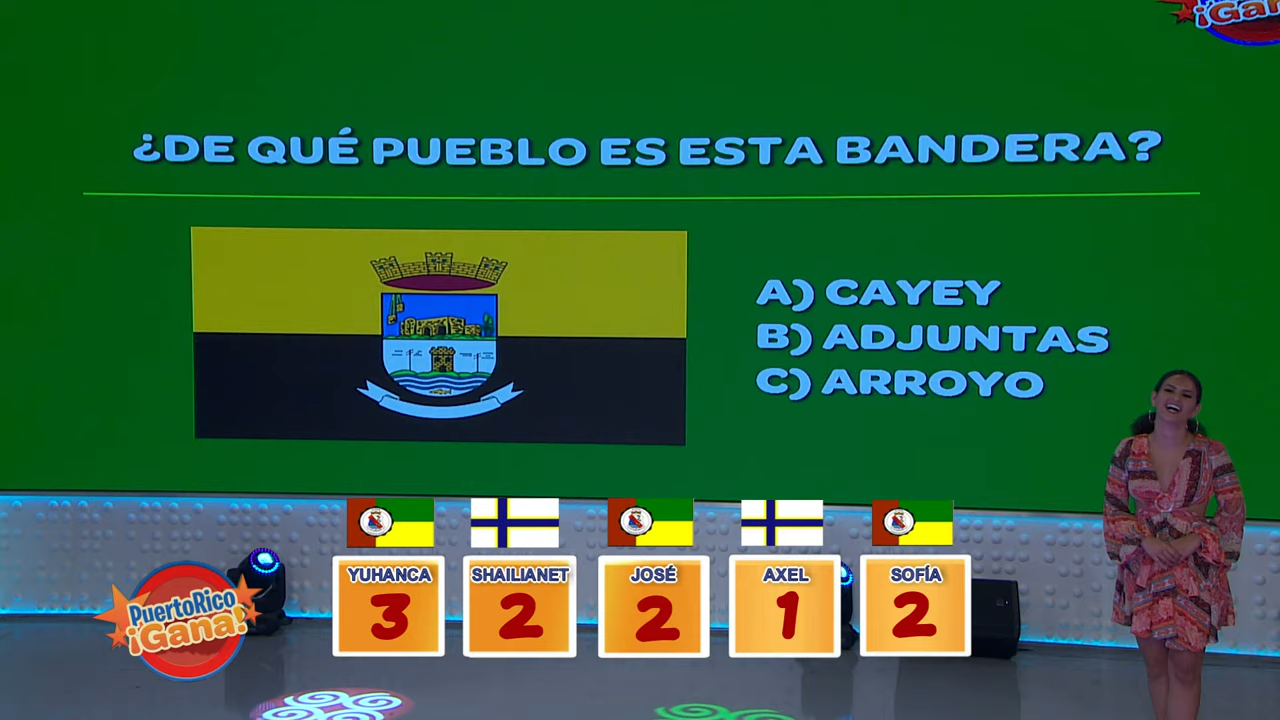 ¡Gan
¿DE QUÉ PUEBLO ES ESTA BANDERA?
A) CAYEY
B) ADJUNTAS
C) ARROYO
YUHANCA
SHAILIANET
JOSÉ
AXEL
SOFÍA
3
2
2
1
2
PuertoRico
¡Gana!